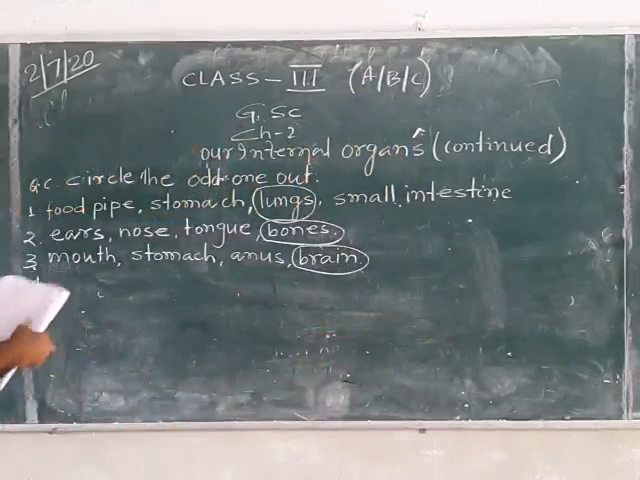 2/7/20
CLASS - III (A/B/C)
G. SC
Ch-2
our Internal organs (continued)
Q.C. circle the odd one out.
1 food pipe, stomach, lungs, small intestine
2. ears, nose, tongue, bones.
3 mouth, stomach, anus, brain